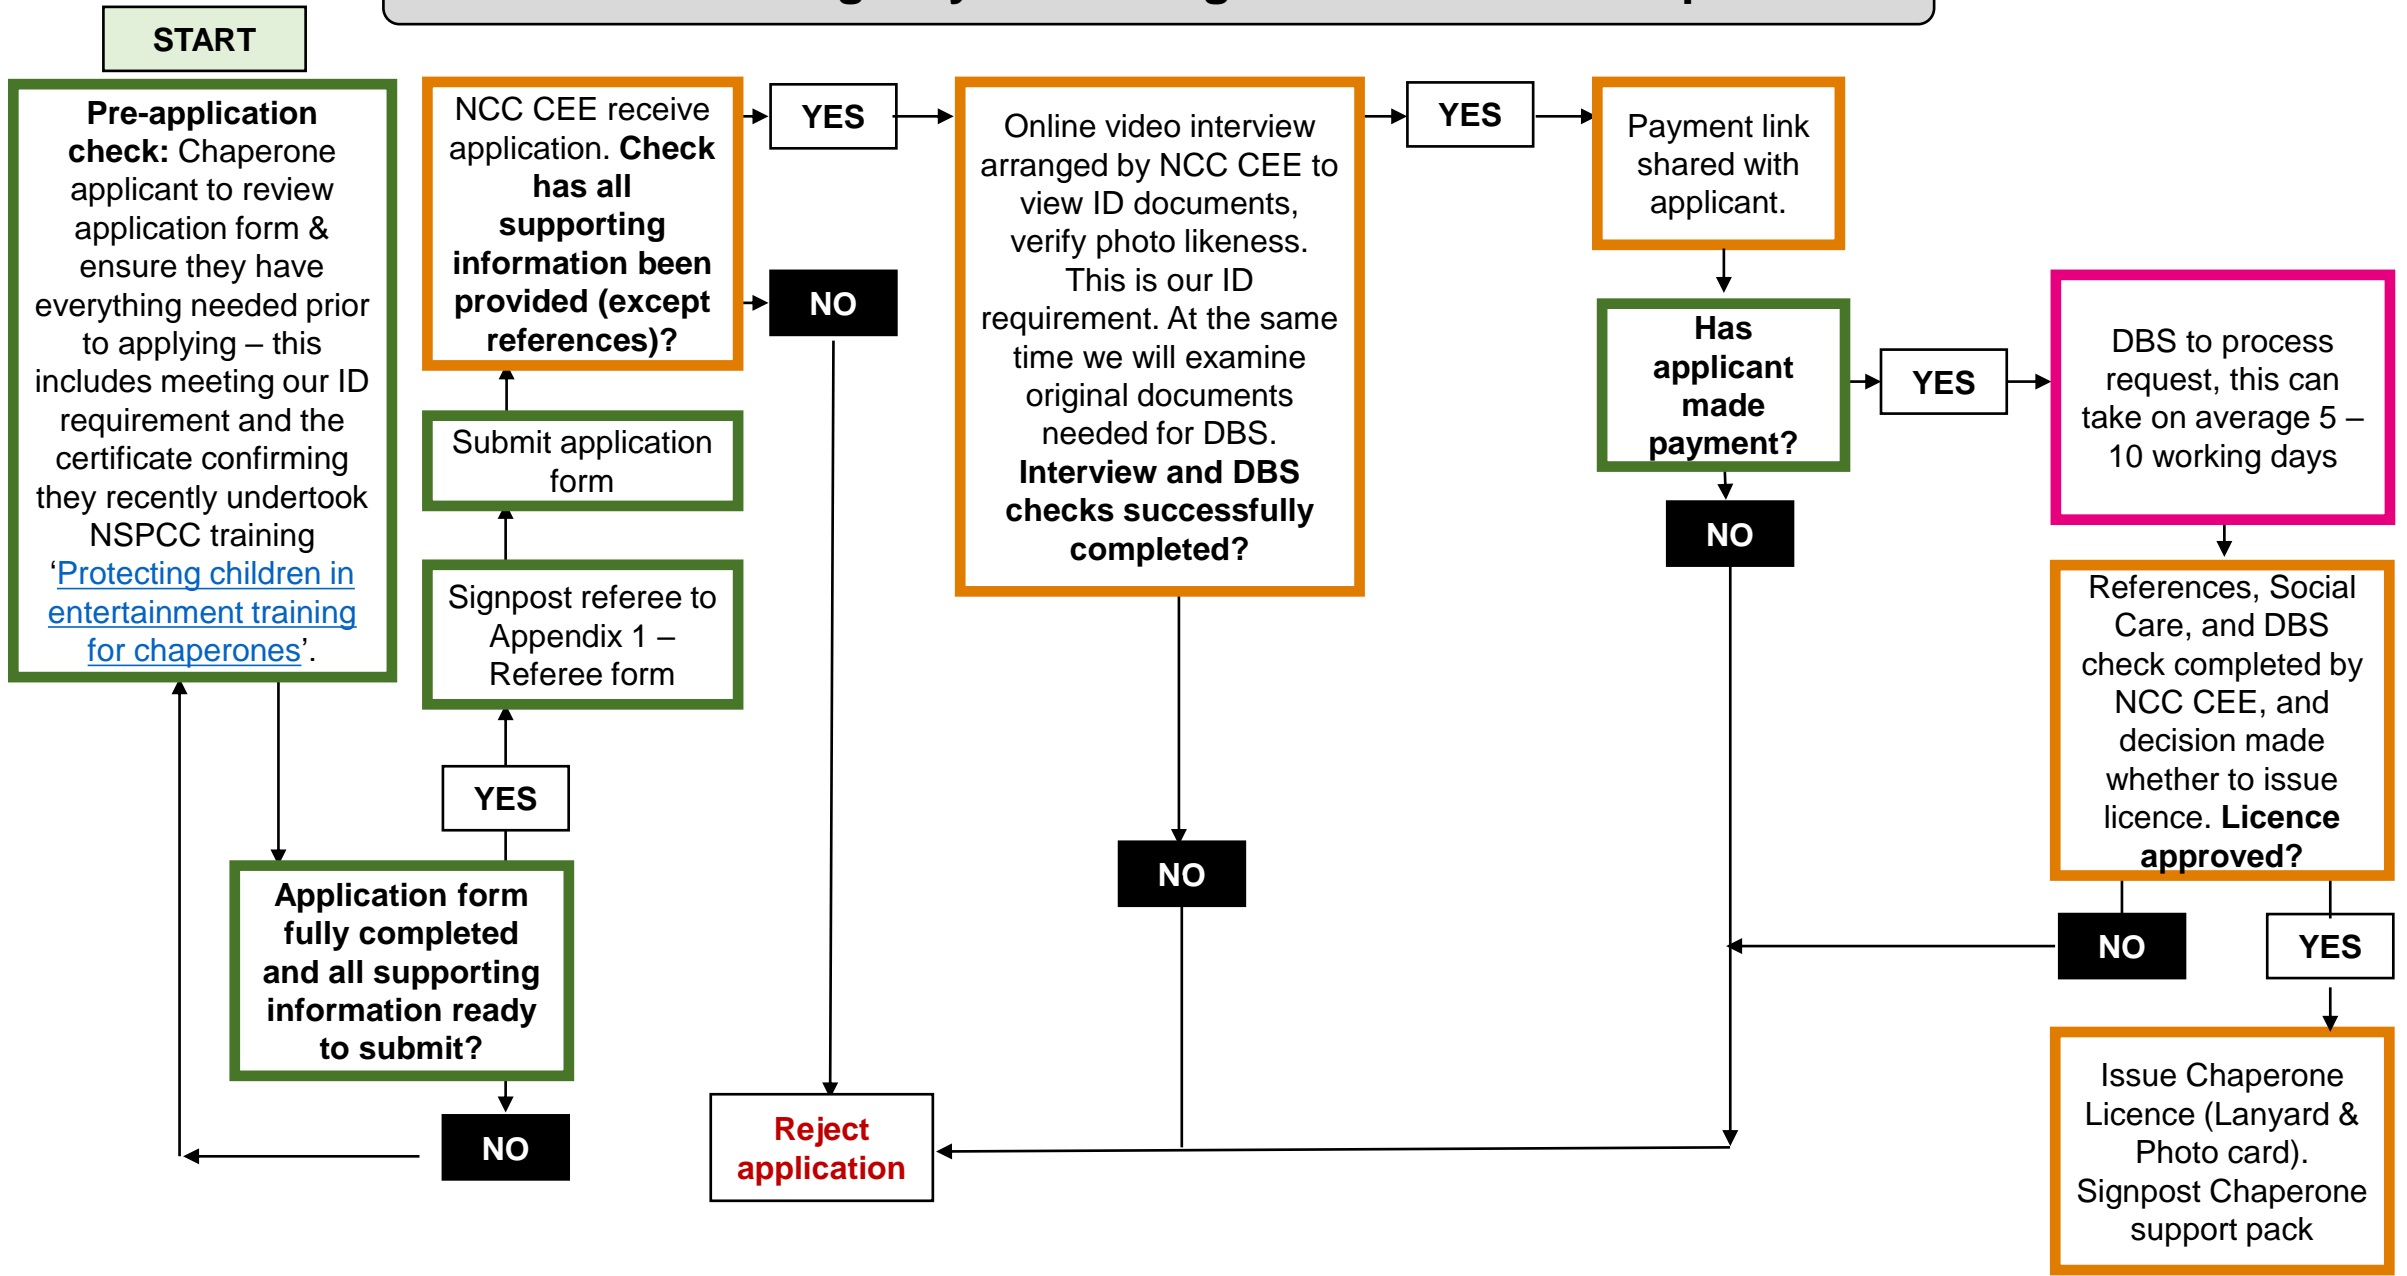 START
Pre-application
check: Chaperone
applicant to review
application form &
ensure they have
everything needed prior
to applying – this
includes meeting our ID
requirement and the
certificate confirming
they recently undertook
NSPCC training
‘Protecting children in
entertainment training
for chaperones’.
Application form
fully completed
and all supporting
information ready
to submit?
NO
YES
Signpost referee to
Appendix 1 –
Referee form
Submit application
form
NCC CEE receive
application. Check
has all
supporting
information been
provided (except
references)?
YES
NO
Online video interview
arranged by NCC CEE to
view ID documents,
verify photo likeness.
This is our ID
requirement. At the same
time we will examine
original documents
needed for DBS.
Interview and DBS
checks successfully
completed?
NO
YES
Payment link
shared with
applicant.
Has
applicant
made
payment?
NO
YES
DBS to process
request, this can
take on average 5 –
10 working days
References, Social
Care, and DBS
check completed by
NCC CEE, and
decision made
whether to issue
licence. Licence
approved?
NO
YES
Issue Chaperone
Licence (Lanyard &
Photo card).
Signpost Chaperone
support pack
Reject
application